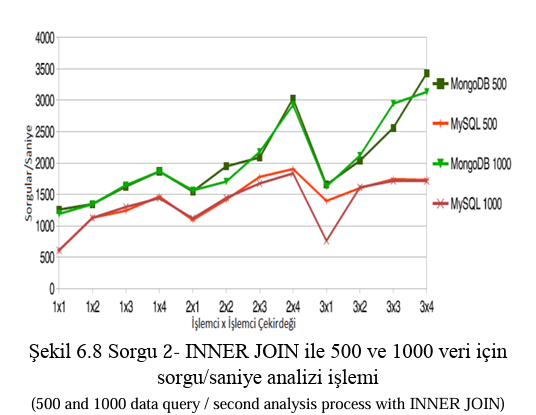 4000
3500
3000
2500
2000
1500
1000
500
0
Sorgular/Saniye
1x1 1x2 1x3 1x4 2x1 2x2 2x3 2x4 3x1 3x2 3x3 3x4
İşlemci x İşlemci Çekirdeği
MongoDB 500
MySQL 500
MongoDB 1000
MySQL 1000
Şekil 6.8 Sorgu 2- INNER JOIN ile 500 ve 1000 veri için
sorgu/saniye analizi işlemi
(500 and 1000 data query / second analysis process with INNER JOIN)